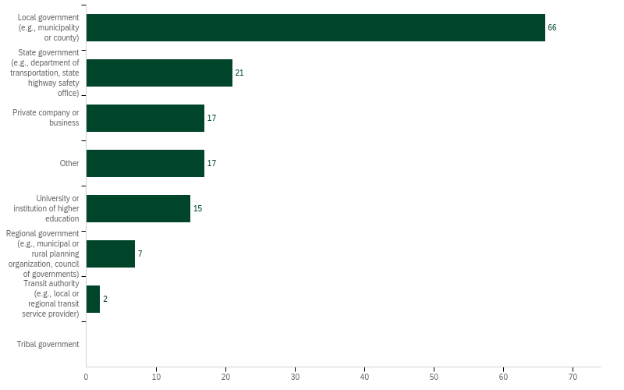 Local government
(e.g., municipality
or county)
66
State government
(e.g., department of
transportation, state
highway safety
office)
21
Private company or
business
17
Other
17
University or
institution of higher
education
15
Regional government
(e.g., municipal or
rural planning
organization, council
of governments)
7
Transit authority
(e.g., local or
regional transit
service provider)
2
Tribal government
0 10 20 30 40 50 60 70